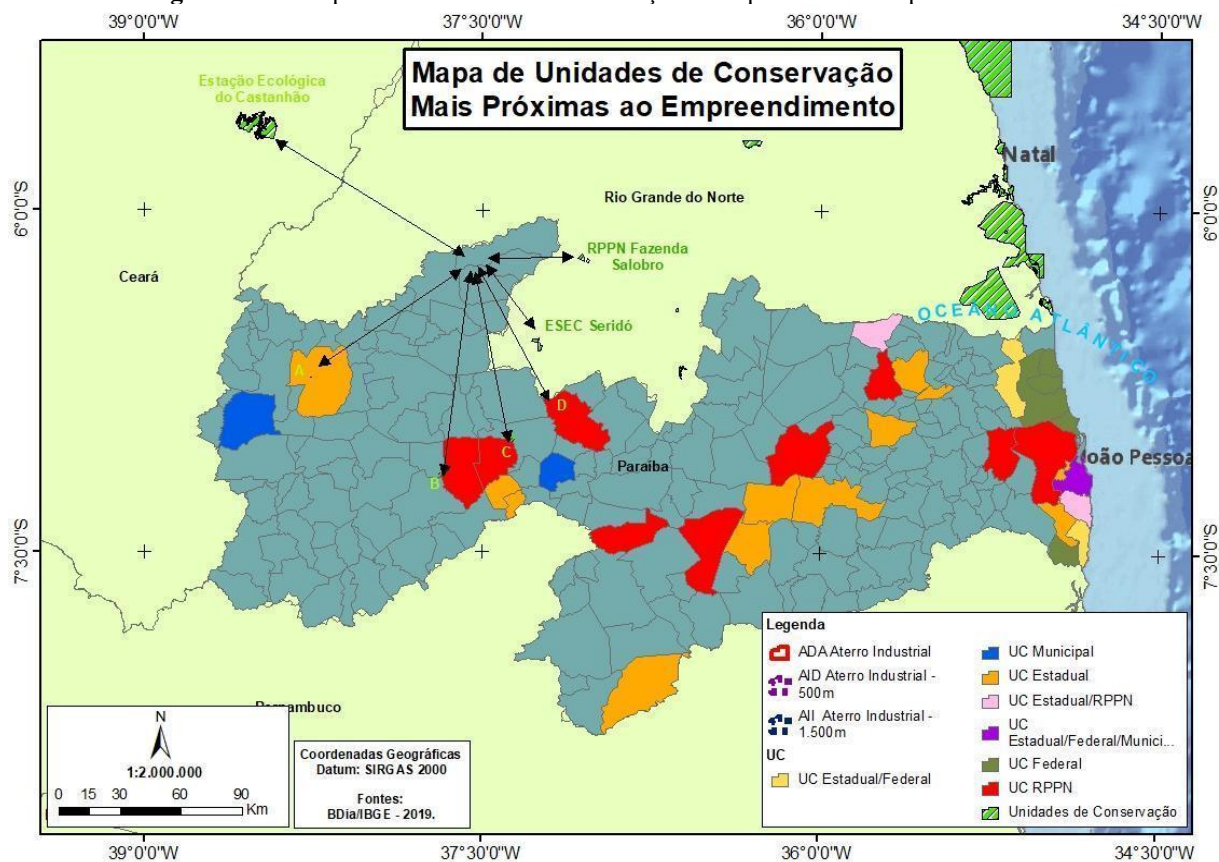 39°0'0"W 37°30'0"W 36°0'0"W 34°30'0"W
Mapa de Unidades de Conservação
Mais Próximas ao Empreendimento
Estação Ecológica
do Castanhão
Natal
6°0'0"S
6°0'0"S
Rio Grande do Norte
RPPN Fazenda
Salobro
Ceará
ESEC Seridó
OCEANO ATLÂNTICO
A
D
C
B
Paraiba
João Pessoa
7°30'0"S
7°30'0"S
Pernambuco
N
1:2.000.000
0 15 30 60 90
Km
Coordenadas Geográficas
Datum: SIRGAS 2000
Fontes:
BDia/IBGE - 2019.
Legenda
ADA Aterro Industrial
AID Aterro Industrial -
500m
AII Aterro Industrial -
1.500m
UC
UC Estadual/Federal
UC Municipal
UC Estadual
UC Estadual/RPPN
UC
Estadual/Federal/Munici...
UC Federal
UC RPPN
Unidades de Conservação
39°0'0"W 37°30'0"W 36°0'0"W 34°30'0"W